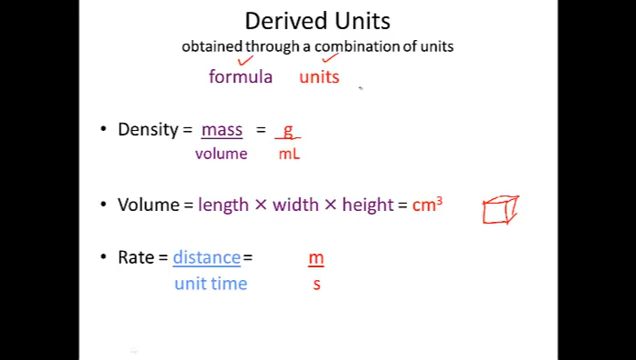 Derived Units
obtained through a combination of units
formula units
• Density = mass = g
volume mL
• Volume = length × width × height = cm³
• Rate = distance = m
unit time s